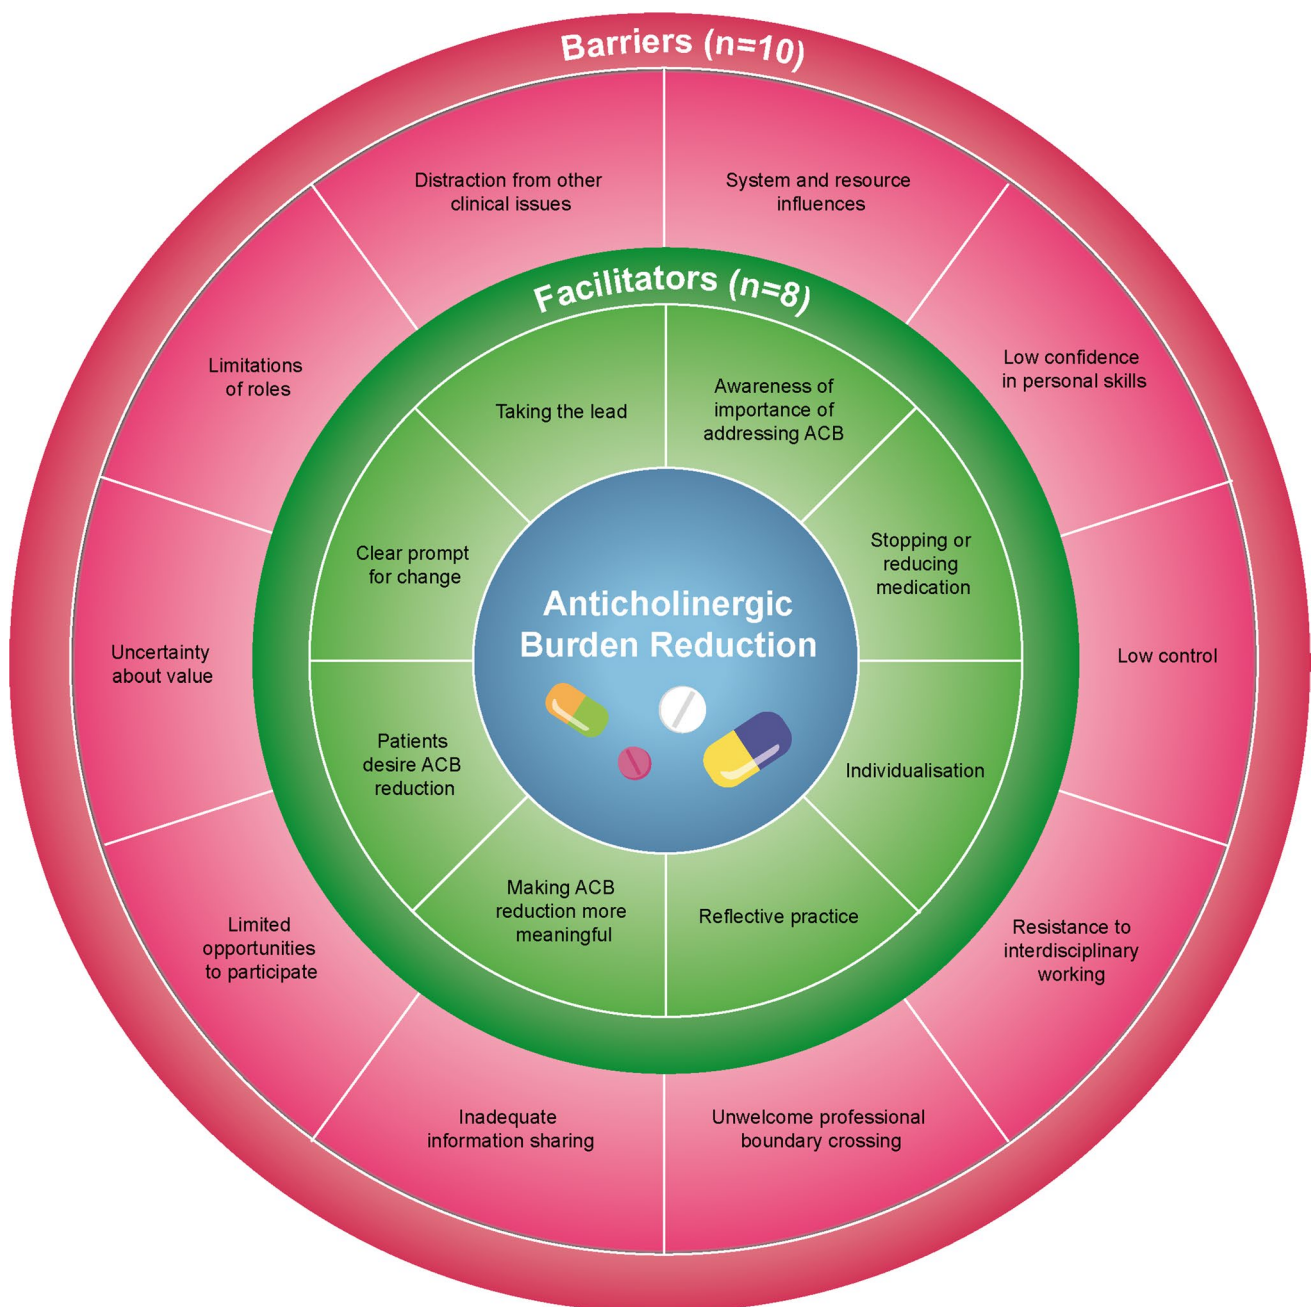 Barriers (n=10)
Distraction from other
clinical issues
System and resource
influences
Low confidence
in personal skills
Low control
Resistance to
interdisciplinary
working
Unwelcome professional
boundary crossing
Inadequate
information sharing
Limited
opportunities
to participate
Uncertainty
about value
Limitations
of roles
Facilitators (n=8)
Taking the lead
Awareness of
importance of
addressing ACB
Stopping or
reducing
medication
Individualisation
Reflective practice
Making ACB
reduction more
meaningful
Patients
desire ACB
reduction
Clear prompt
for change
Anticholinergic
Burden Reduction